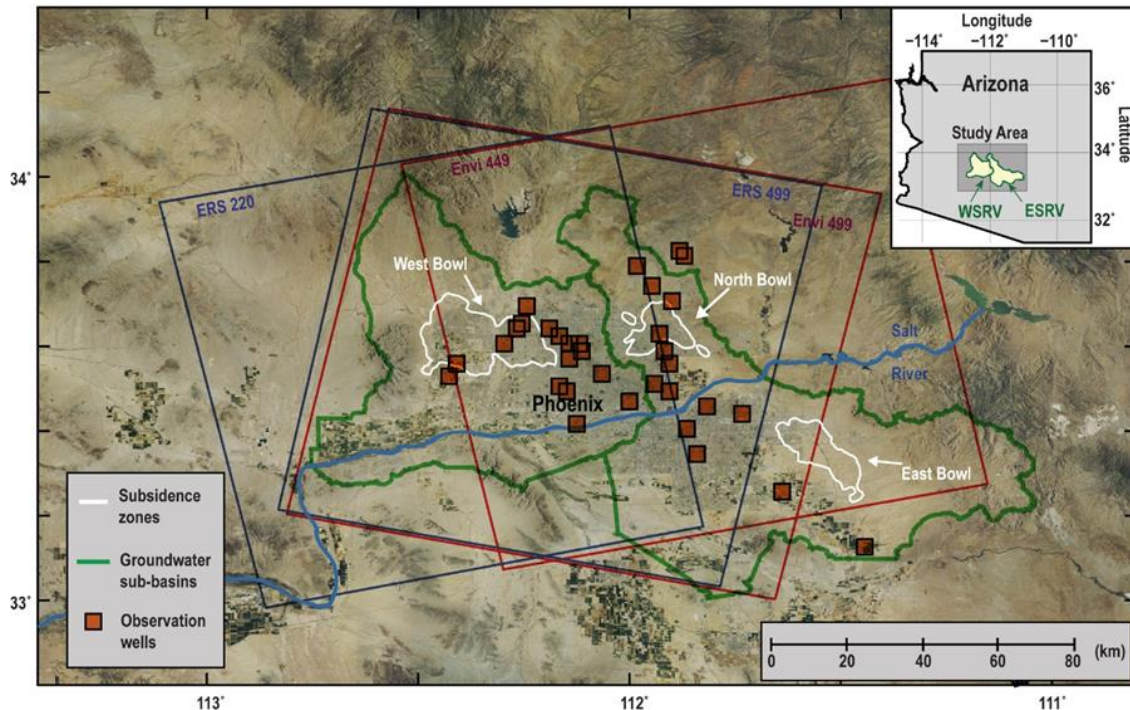 Longitude
−114° −112° −110°
36°
Arizona
Latitude
Study Area
34°
WSRV ESRV
32°
34°
Envi 449
ERS 220
ERS 499
Envi 499
West Bowl
North Bowl
Salt
River
Phoenix
East Bowl
Subsidence
zones
Groundwater
sub-basins
Observation
wells
33°
0 20 40 60 80 (km)
113° 112° 111°